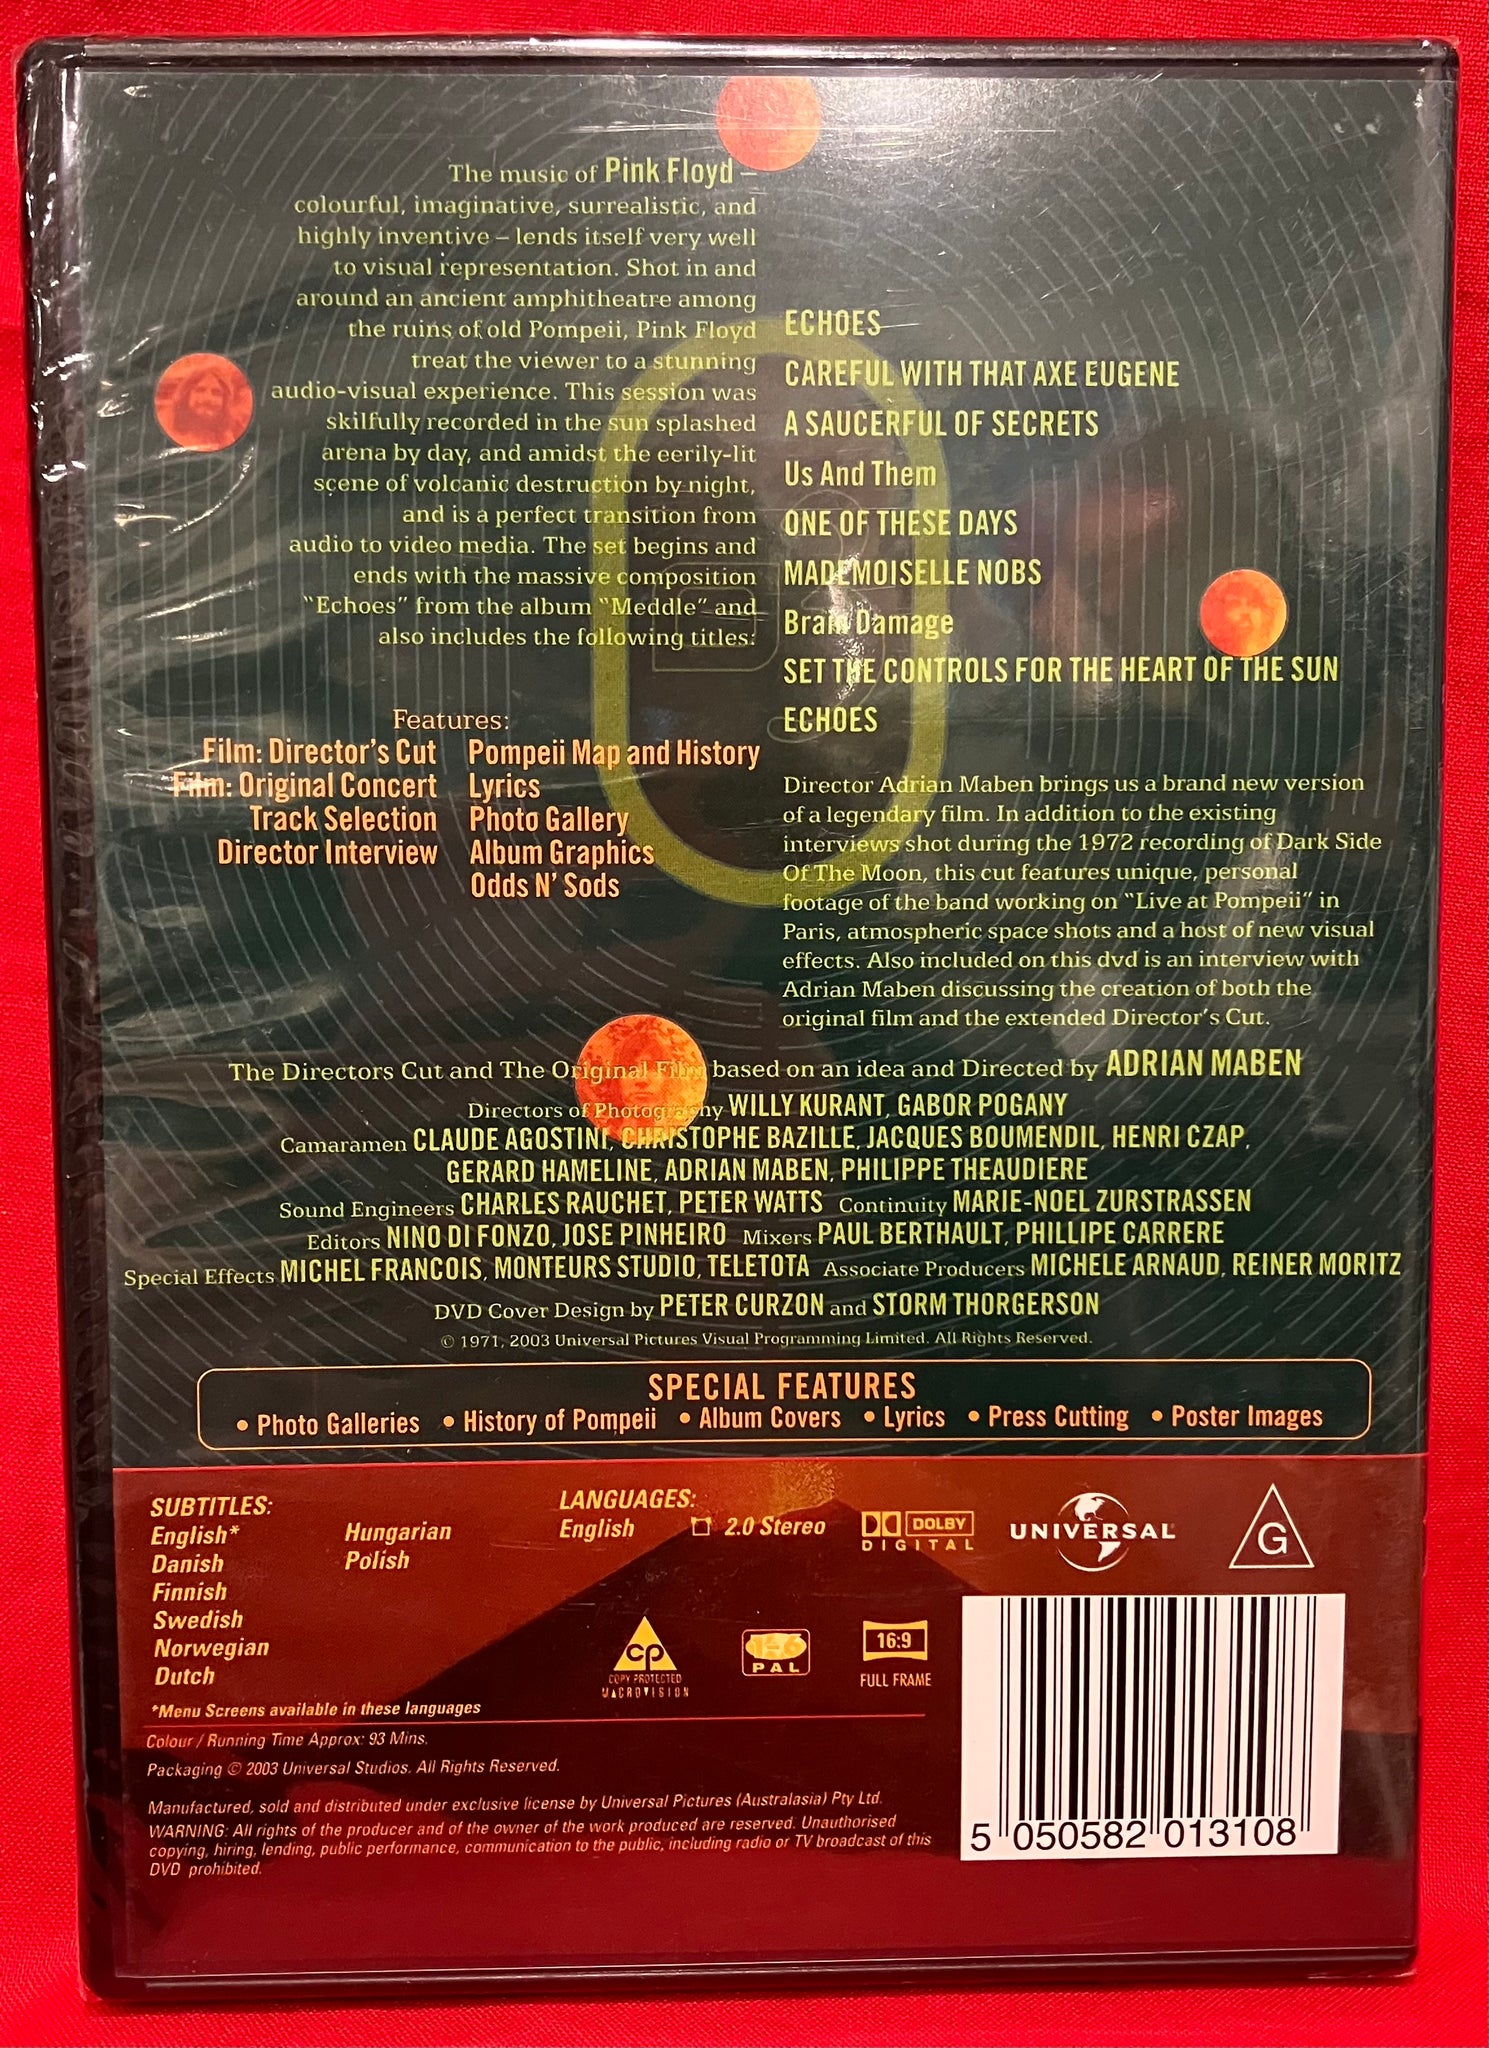 The music of Pink Floyd –
colourful, imaginative, surrealistic, and
highly inventive – lends itself very well
to visual representation. Shot in and
around an ancient amphitheatre among
the ruins of old Pompeii, Pink Floyd
treat the viewer to a stunning
audio-visual experience. This session was
skilfully recorded in the sun splashed
arena by day, and amidst the eerily-lit
scene of volcanic destruction by night,
and is a perfect transition from
audio to video media. The set begins and
ends with the massive composition
"Echoes" from the album "Meddle" and
also includes the following titles:
ECHOES
CAREFUL WITH THAT AXE EUGENE
A SAUCERFUL OF SECRETS
Us And Them
ONE OF THESE DAYS
MADEMOISELLE NOBS
Brain Damage
SET THE CONTROLS FOR THE HEART OF THE SUN
ECHOES
Features:
Film: Director's Cut
Film: Original Concert
Track Selection
Director Interview
Pompeii Map and History
Lyrics
Photo Gallery
Album Graphics
Odds N' Sods
Director Adrian Maben brings us a brand new version
of a legendary film. In addition to the existing
interviews shot during the 1972 recording of Dark Side
Of The Moon, this cut features unique, personal
footage of the band working on "Live at Pompeii" in
Paris, atmospheric space shots and a host of new visual
effects. Also included on this dvd is an interview with
Adrian Maben discussing the creation of both the
original film and the extended Director's Cut.
The Directors Cut and The Original Film based on an idea and Directed by ADRIAN MABEN
Directors of Photography WILLY KURANT, GABOR POGANY
Camaramen CLAUDE AGOSTINI, CHRISTOPHE BAZILLE, JACQUES BOUMENDIL, HENRI CZAP,
GERARD HAMELINE, ADRIAN MABEN, PHILIPPE THEAUDIERE
Sound Engineers CHARLES RAUCHET, PETER WATTS Continuity MARIE-NOEL ZURSTRASSEN
Editors NINO DI FONZO, JOSE PINHEIRO Mixers PAUL BERTHAULT, PHILLIPE CARRERE
Special Effects MICHEL FRANCOIS, MONTEURS STUDIO, TELETOTA Associate Producers MICHELE ARNAUD, REINER MORITZ
DVD Cover Design by PETER CURZON and STORM THORGERSON
© 1971, 2003 Universal Pictures Visual Programming Limited. All Rights Reserved.
SPECIAL FEATURES
• Photo Galleries • History of Pompeii • Album Covers • Lyrics • Press Cutting • Poster Images
SUBTITLES:
English*
Danish
Finnish
Swedish
Norwegian
Dutch
Hungarian
Polish
*Menu Screens available in these languages
LANGUAGES:
English 2.0 Stereo
DOLBY
DIGITAL
UNIVERSAL
G
CP
COPY PROTECTED
MACROVISION
PAL
16:9
FULL FRAME
Colour / Running Time Approx: 93 Mins.
Packaging © 2003 Universal Studios. All Rights Reserved.
Manufactured, sold and distributed under exclusive license by Universal Pictures (Australasia) Pty Ltd.
WARNING: All rights of the producer and of the owner of the work produced are reserved. Unauthorised
copying, hiring, lending, public performance, communication to the public, including radio or TV broadcast of this
DVD prohibited.
5 050582 013108